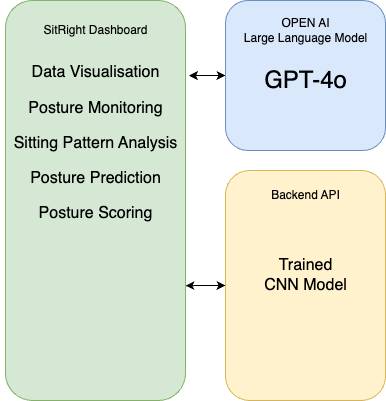 SitRight Dashboard
Data Visualisation
Posture Monitoring
Sitting Pattern Analysis
Posture Prediction
Posture Scoring
OPEN AI
Large Language Model
GPT-4o
Backend API
Trained
CNN Model